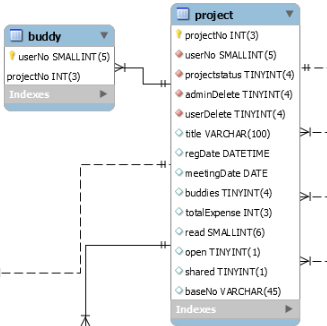 buddy
userNo SMALLINT(5)
projectNo INT(3)
Indexes
project
projectNo INT(3)
userNo SMALLINT(5)
projectstatus TINYINT(4)
adminDelete TINYINT(4)
userDelete TINYINT(4)
title VARCHAR(100)
regDate DATETIME
meetingDate DATE
buddies TINYINT(4)
totalExpense INT(3)
read SMALLINT(6)
open TINYINT(1)
shared TINYINT(1)
baseNo VARCHAR(45)
Indexes